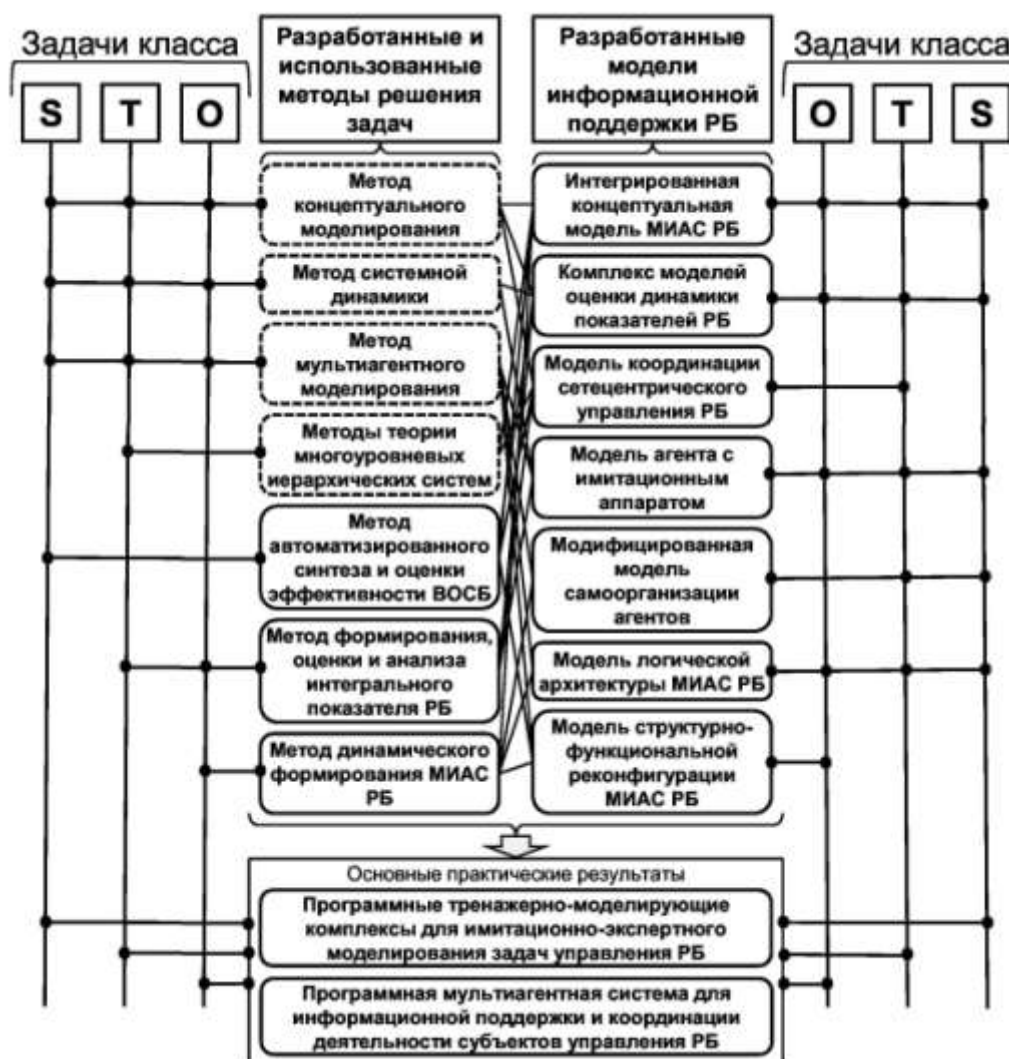 Задачи класса
S
T
O
Разработанные и
использованные
методы решения
задач
Разработанные
модели
информационной
поддержки РБ
Задачи класса
O
T
S
Метод
концептуального
моделирования
Метод системной
динамики
Метод
мультиагентного
моделирования
Методы теории
многоуровневых
иерархических систем
Метод
автоматизированного
синтеза и оценки
эффективности ВОСБ
Метод формирования,
оценки и анализа
интегрального
показателя РБ
Метод динамического
формирования МИАС
РБ
Интегрированная
концептуальная
модель МИАС РБ
Комплекс моделей
оценки динамики
показателей РБ
Модель координации
сетецентрического
управления РБ
Модель агента с
имитационным
аппаратом
Модифицированная
модель
самоорганизации
агентов
Модель логической
архитектуры МИАС РБ
Модель структурно-
функциональной
реконфигурации
МИАС РБ
Основные практические результаты
Программные тренажерно-моделирующие
комплексы для имитационно-экспертного
моделирования задач управления РБ
Программная мультиагентная система для
информационной поддержки и координации
деятельности субъектов управления РБ